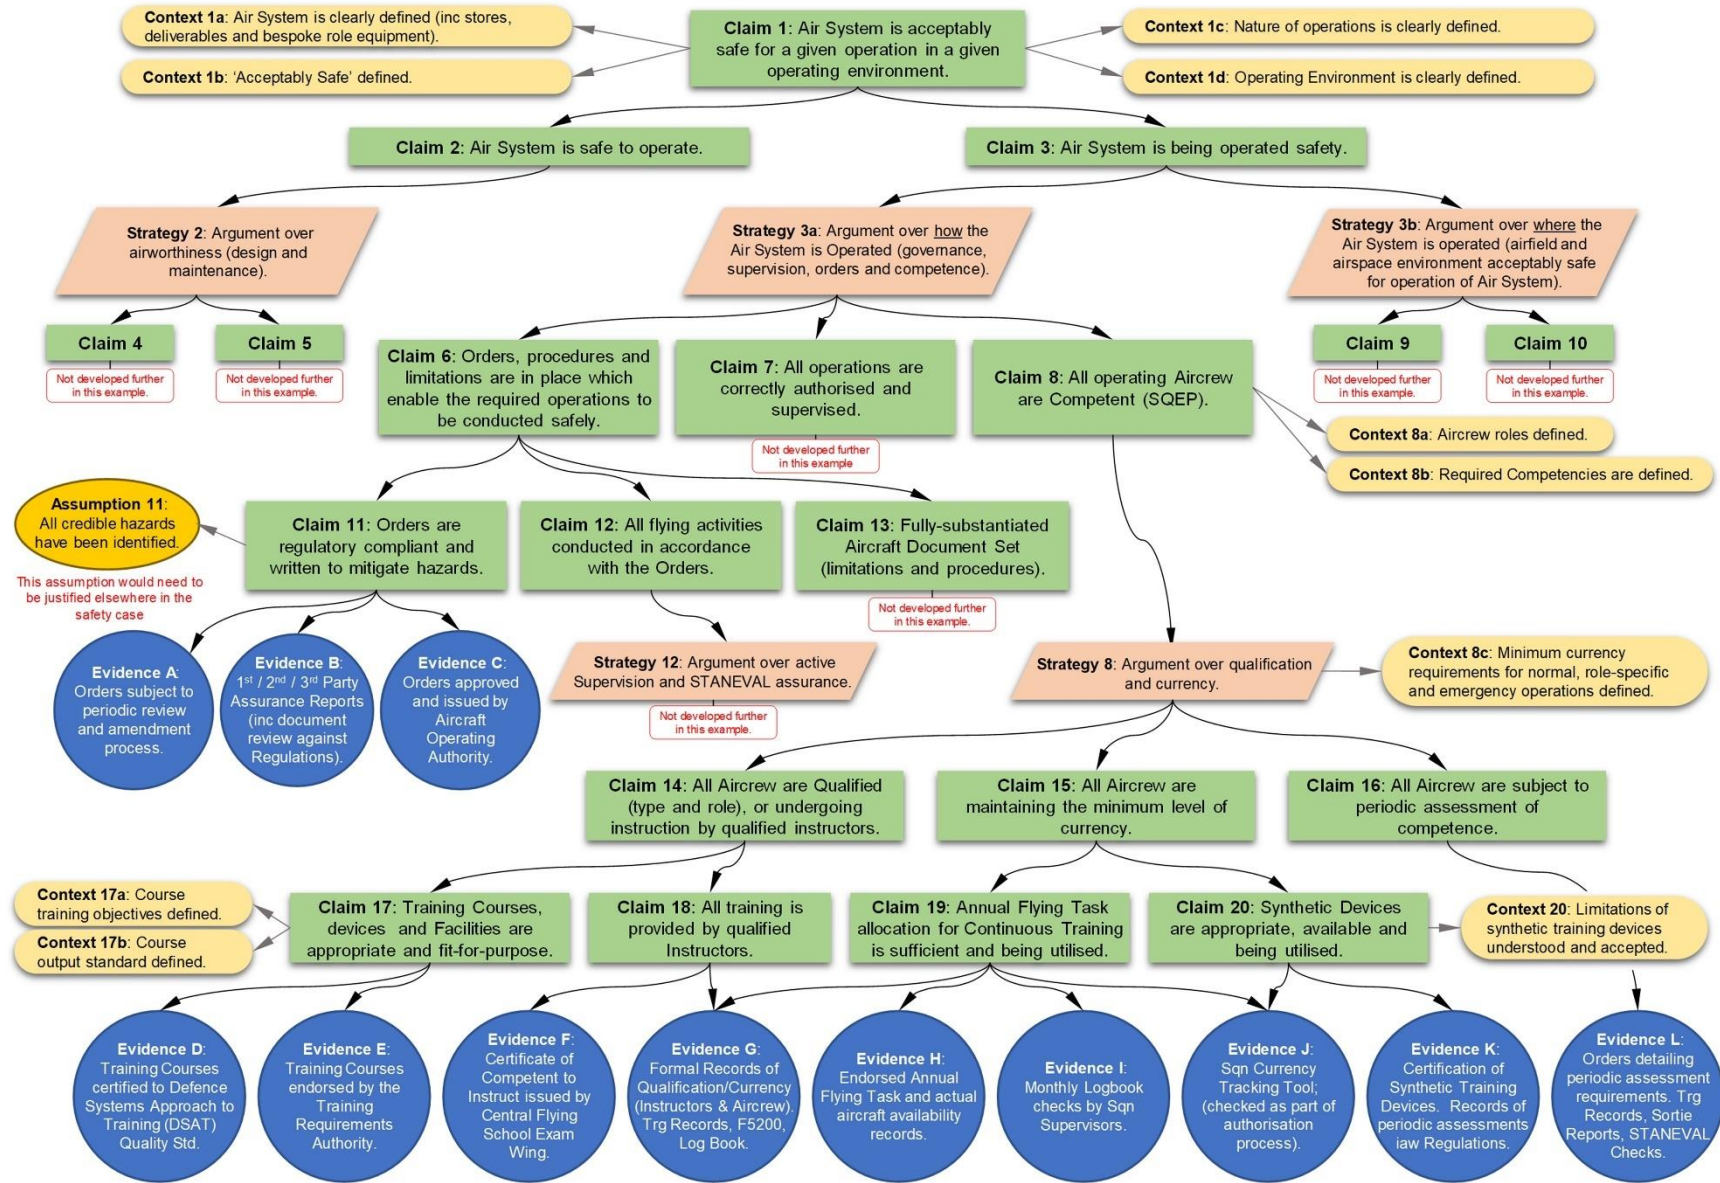 Context 1a: Air System is clearly defined (inc stores,
deliverables and bespoke role equipment).
Context 1b: ‘Acceptably Safe’ defined.
Claim 1: Air System is acceptably
safe for a given operation in a given
operating environment.
Context 1c: Nature of operations is clearly defined.
Context 1d: Operating Environment is clearly defined.
Claim 2: Air System is safe to operate.
Claim 3: Air System is being operated safety.
Strategy 2: Argument over
airworthiness (design and
maintenance).
Strategy 3a: Argument over how the
Air System is Operated (governance,
supervision, orders and competence).
Strategy 3b: Argument over where the
Air System is operated (airfield and
airspace environment acceptably safe
for operation of Air System).
Claim 4
Not developed further
in this example.
Claim 5
Not developed further
in this example.
Claim 6: Orders, procedures and
limitations are in place which
enable the required operations to
be conducted safely.
Claim 7: All operations are
correctly authorised and
supervised.
Not developed further
in this example
Claim 8: All operating Aircrew
are Competent (SQEP).
Claim 9
Not developed further
in this example.
Claim 10
Not developed further
in this example.
Context 8a: Aircrew roles defined.
Context 8b: Required Competencies are defined.
Assumption 11:
All credible hazards
have been identified.
This assumption would need to
be justified elsewhere in the
safety case
Claim 11: Orders are
regulatory compliant and
written to mitigate hazards.
Claim 12: All flying activities
conducted in accordance
with the Orders.
Claim 13: Fully-substantiated
Aircraft Document Set
(limitations and procedures).
Not developed further
in this example.
Evidence A:
Orders subject to
periodic review
and amendment
process.
Evidence B:
1st / 2nd / 3rd Party
Assurance Reports
(inc document
review against
Regulations).
Evidence C:
Orders approved
and issued by
Aircraft
Operating
Authority.
Strategy 12: Argument over active
Supervision and STANEVAL assurance.
Not developed further
in this example.
Strategy 8: Argument over qualification
and currency.
Context 8c: Minimum currency
requirements for normal, role-specific
and emergency operations defined.
Claim 14: All Aircrew are Qualified
(type and role), or undergoing
instruction by qualified instructors.
Claim 15: All Aircrew are
maintaining the minimum level of
currency.
Claim 16: All Aircrew are subject to
periodic assessment of
competence.
Context 17a: Course
training objectives defined.
Context 17b: Course
output standard defined.
Claim 17: Training Courses,
devices and Facilities are
appropriate and fit-for-purpose.
Claim 18: All training is
provided by qualified
Instructors.
Claim 19: Annual Flying Task
allocation for Continuous Training
is sufficient and being utilised.
Claim 20: Synthetic Devices
are appropriate, available and
being utilised.
Context 20: Limitations of
synthetic training devices
understood and accepted.
Evidence D:
Training Courses
certified to Defence
Systems Approach to
Training (DSAT)
Quality Std.
Evidence E:
Training Courses
endorsed by the
Training
Requirements
Authority.
Evidence F:
Certificate of
Competent to
Instruct issued by
Central Flying
School Exam
Wing.
Evidence G:
Formal Records of
Qualification/Currency
(Instructors & Aircrew).
Trg Records, F5200,
Log Book.
Evidence H:
Endorsed Annual
Flying Task and actual
aircraft availability
records.
Evidence I:
Monthly Logbook
checks by Sqn
Supervisors.
Evidence J:
Sqn Currency
Tracking Tool;
(checked as part of
authorisation
process).
Evidence K:
Certification of
Synthetic Training
Devices. Records of
periodic assessments
iaw Regulations.
Evidence L:
Orders detailing
periodic assessment
requirements. Trg
Records, Sortie
Reports, STANEVAL
Checks.